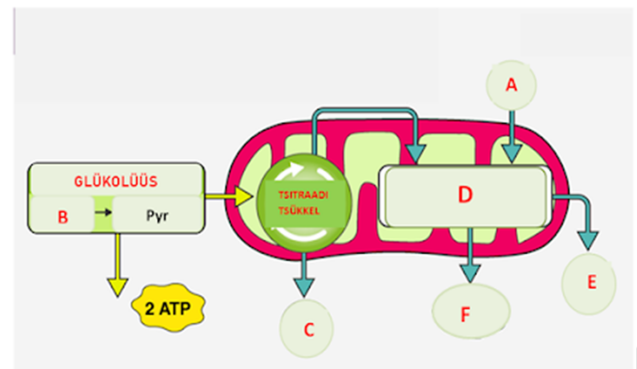 A
GLÜKOLÜÜS
B → Pyr
TSITRAADI
TSÜKKEL
D
2 ATP
C
F
E